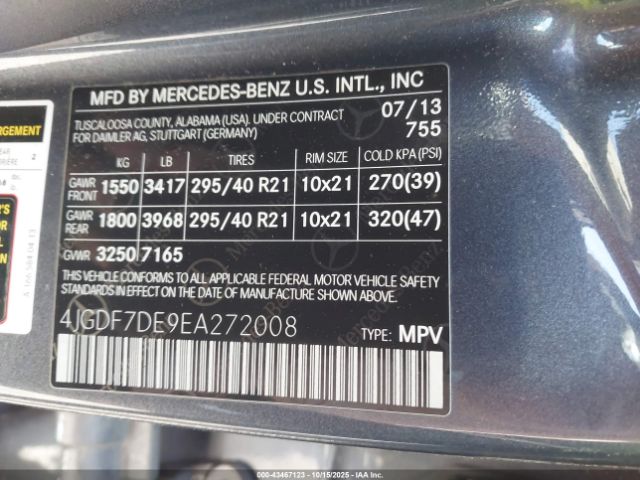 MFD BY MERCEDES-BENZ U.S. INTL., INC
TUSCALOOSA COUNTY, ALABAMA (USA). UNDER CONTRACT 07/13
FOR DAIMLER AG, STUTTGART (GERMANY) 755
KG LB TIRES RIM SIZE COLD KPA (PSI)
GAWR FRONT 1550 3417 295/40 R21 10x21 270(39)
GAWR REAR 1800 3968 295/40 R21 10x21 320(47)
GVWR 3250 7165
THIS VEHICLE CONFORMS TO ALL APPLICABLE FEDERAL MOTOR VEHICLE SAFETY
STANDARDS IN EFFECT ON THE DATE OF MANUFACTURE SHOWN ABOVE.
4JGDF7DE9EA272008 TYPE: MPV
000-43467123 - 10/15/2025 - IAA Inc.